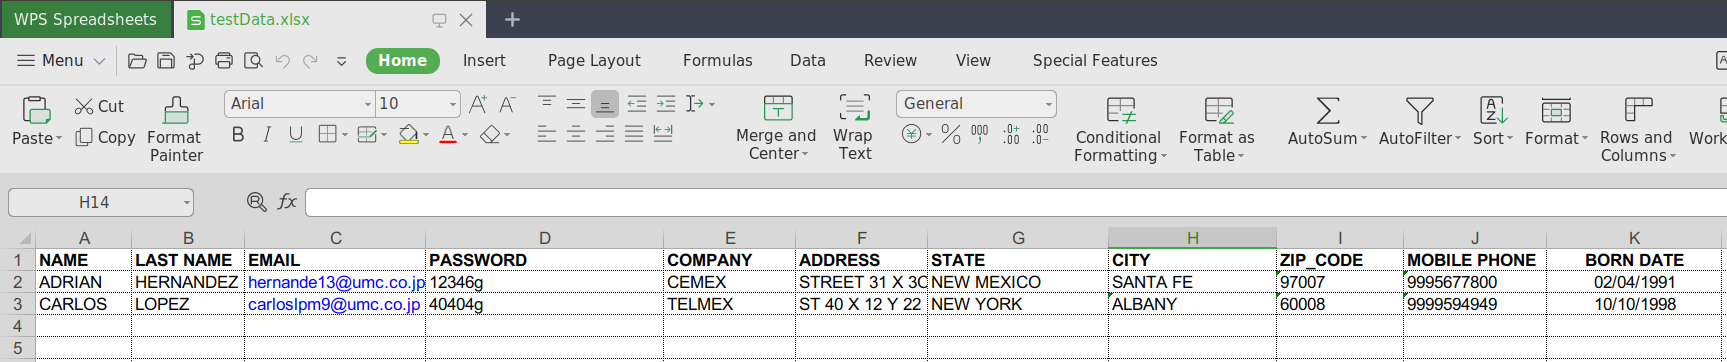 WPS Spreadsheets testData.xlsx
Menu Home Insert Page Layout Formulas Data Review View Special Features
Paste Cut Copy Format Painter Arial 10 Merge and Center Wrap Text General Conditional Formatting Format as Table AutoSum AutoFilter Sort Format Rows and Columns Work
H14 fx
A B C D E F G H I J K
1 NAME LAST NAME EMAIL PASSWORD COMPANY ADDRESS STATE CITY ZIP_CODE MOBILE PHONE BORN DATE
2 ADRIAN HERNANDEZ hernande13@umc.co.jp 12346g CEMEX STREET 31 X 30 NEW MEXICO SANTA FE 97007 9995677800 02/04/1991
3 CARLOS LOPEZ carloslpm9@umc.co.jp 40404g TELMEX ST 40 X 12 Y 22 NEW YORK ALBANY 60008 9999594949 10/10/1998
4
5